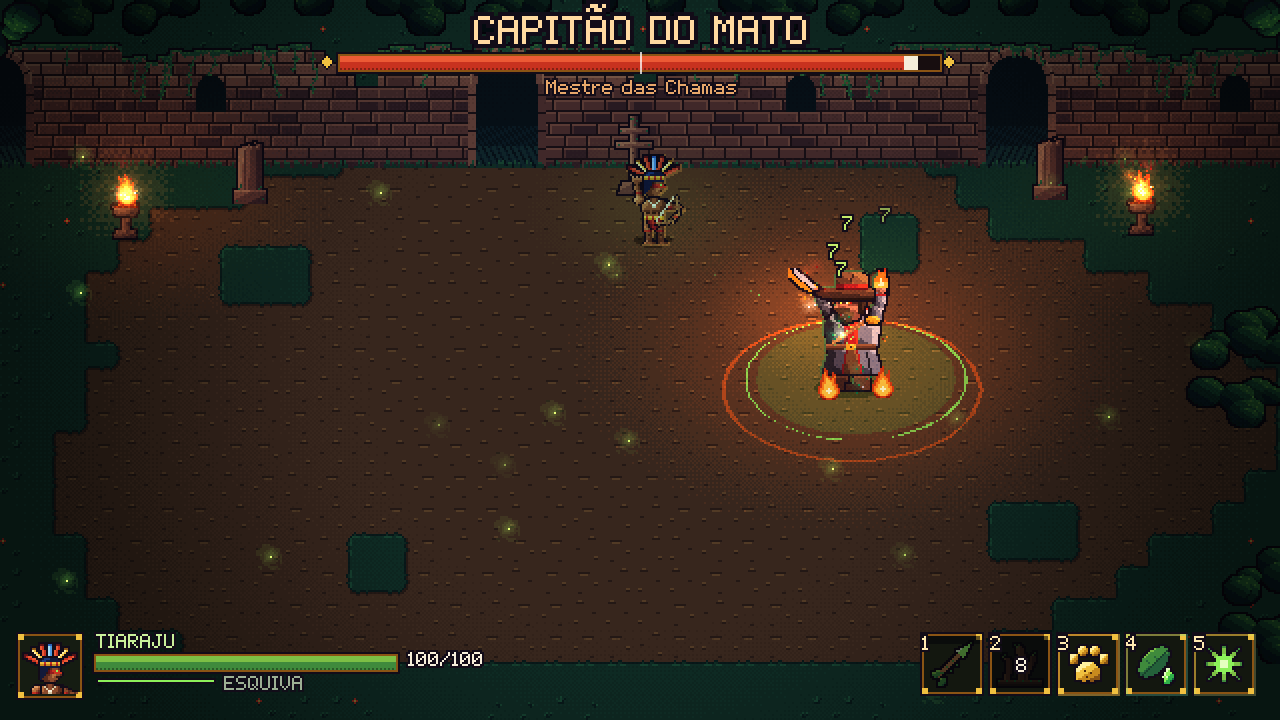 CAPITÃO DO MATO
Mestre das Chamas
7 7
7
7
TIARAJU
100/100
ESQUIVA
1 2 3 4 5
8